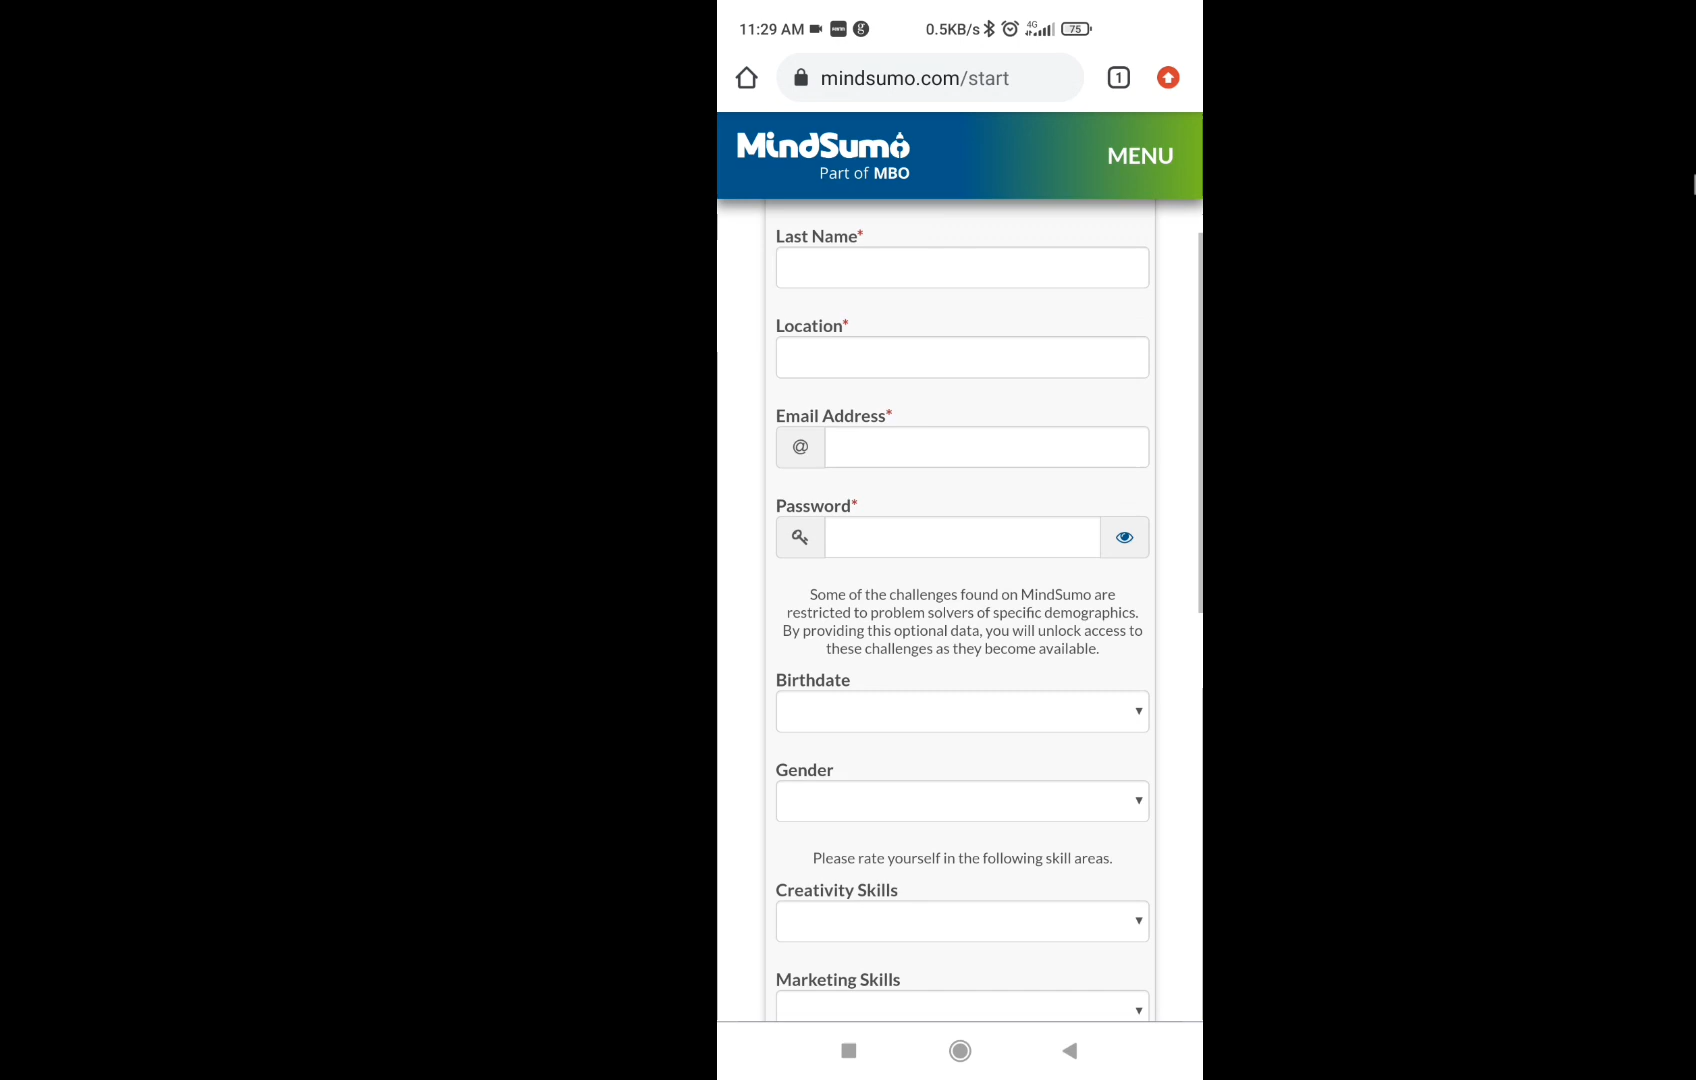 11:29 AM
0.5KB/s 4G 75
mindsumo.com/start
1
MindSumo
Part of MBO
MENU
Last Name*
Location*
Email Address*
@
Password*
Some of the challenges found on MindSumo are
restricted to problem solvers of specific demographics.
By providing this optional data, you will unlock access to
these challenges as they become available.
Birthdate
Gender
Please rate yourself in the following skill areas.
Creativity Skills
Marketing Skills